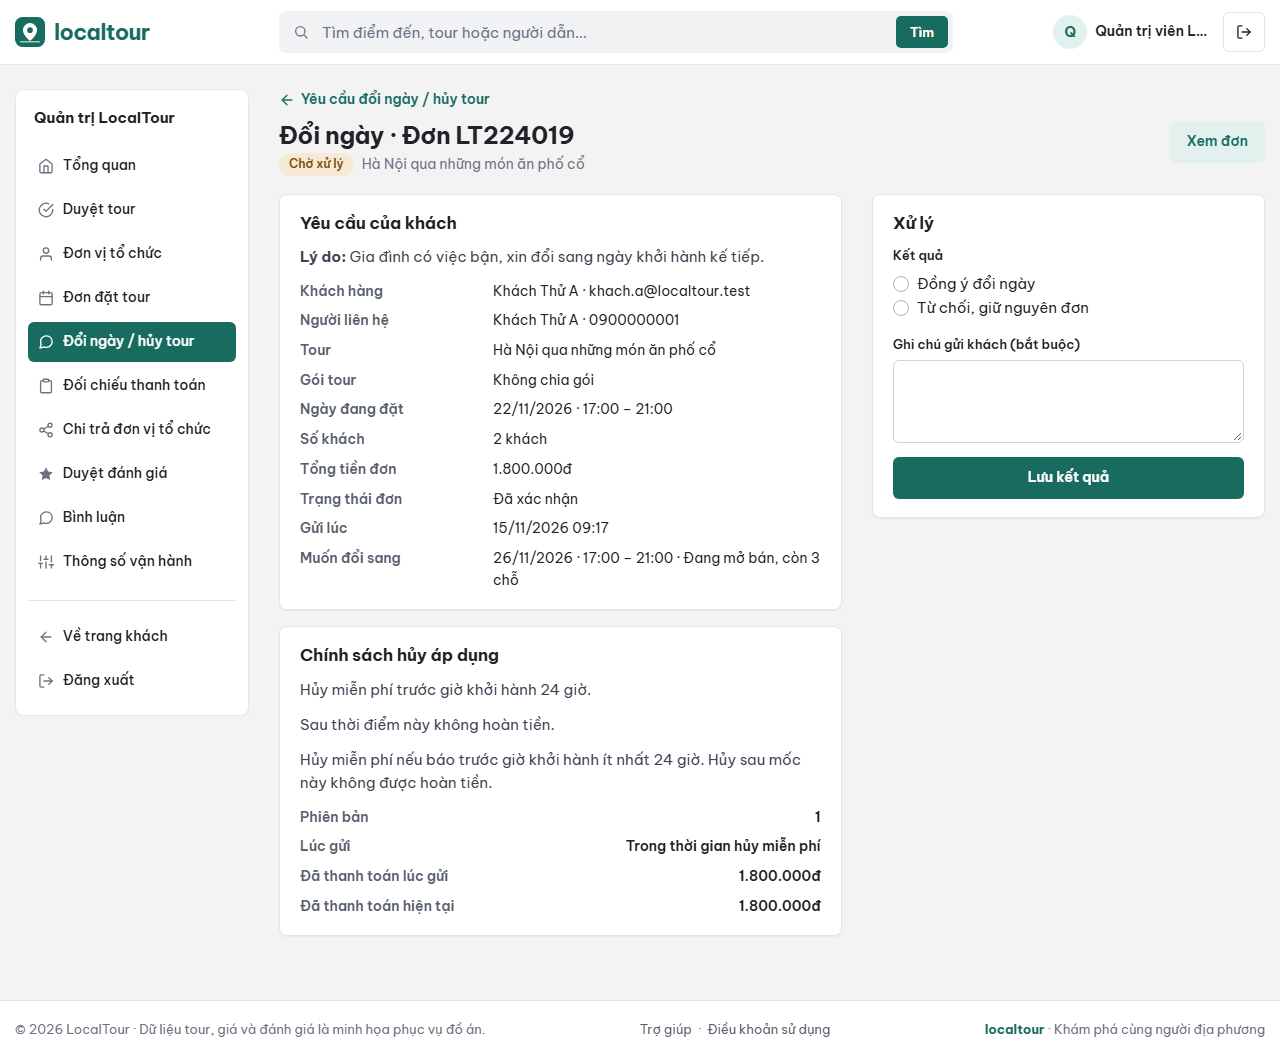 localtour
Tìm điểm đến, tour hoặc người dẫn...
Tìm
Q
Quản trị viên L...
Quản trị LocalTour
Tổng quan
Duyệt tour
Đơn vị tổ chức
Đơn đặt tour
Đổi ngày / hủy tour
Đối chiếu thanh toán
Chi trả đơn vị tổ chức
Duyệt đánh giá
Bình luận
Thông số vận hành
Về trang khách
Đăng xuất
Yêu cầu đổi ngày / hủy tour
Đổi ngày · Đơn LT224019
Chờ xử lý
Hà Nội qua những món ăn phố cổ
Xem đơn
Yêu cầu của khách
Lý do: Gia đình có việc bận, xin đổi sang ngày khởi hành kế tiếp.
Khách hàng Khách Thử A · khach.a@localtour.test
Người liên hệ Khách Thử A · 0900000001
Tour Hà Nội qua những món ăn phố cổ
Gói tour Không chia gói
Ngày đang đặt 22/11/2026 · 17:00 – 21:00
Số khách 2 khách
Tổng tiền đơn 1.800.000đ
Trạng thái đơn Đã xác nhận
Gửi lúc 15/11/2026 09:17
Muốn đổi sang 26/11/2026 · 17:00 – 21:00 · Đang mở bán, còn 3
chỗ
Chính sách hủy áp dụng
Hủy miễn phí trước giờ khởi hành 24 giờ.
Sau thời điểm này không hoàn tiền.
Hủy miễn phí nếu báo trước giờ khởi hành ít nhất 24 giờ. Hủy sau mốc
này không được hoàn tiền.
Phiên bản 1
Lúc gửi Trong thời gian hủy miễn phí
Đã thanh toán lúc gửi 1.800.000đ
Đã thanh toán hiện tại 1.800.000đ
Xử lý
Kết quả
Đồng ý đổi ngày
Từ chối, giữ nguyên đơn
Ghi chú gửi khách (bắt buộc)
Lưu kết quả
© 2026 LocalTour · Dữ liệu tour, giá và đánh giá là minh họa phục vụ đồ án.
Trợ giúp · Điều khoản sử dụng
localtour · Khám phá cùng người địa phương